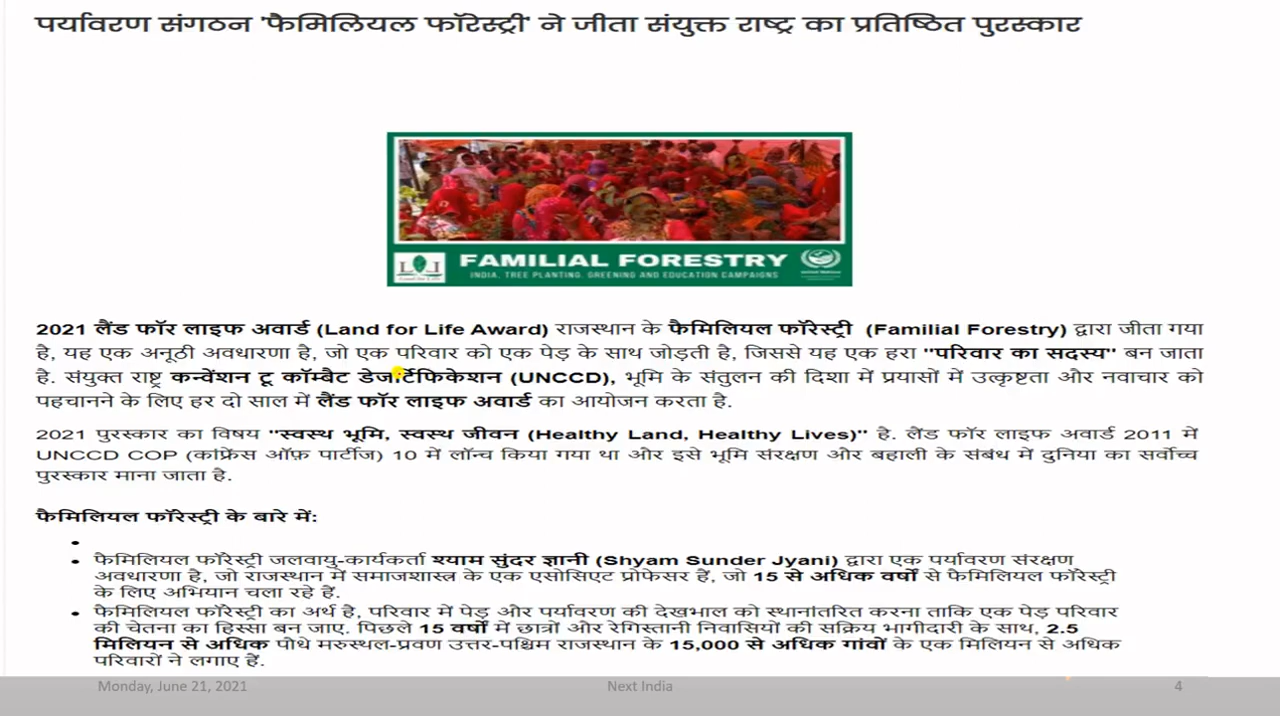 पर्यावरण संगठन 'फैमिलियल फॉरेस्ट्री' ने जीता संयुक्त राष्ट्र का प्रतिष्ठित पुरस्कार
FAMILIAL FORESTRY
INDIA, TREE PLANTING, GREENING AND EDUCATION CAMPAIGNS
2021 लैंड फॉर लाइफ अवार्ड (Land for Life Award) राजस्थान के फैमिलियल फॉरेस्ट्री (Familial Forestry) द्वारा जीता गया
है, यह एक अनूठी अवधारणा है, जो एक परिवार को एक पेड़ के साथ जोड़ती है, जिससे यह एक हरा "परिवार का सदस्य" बन जाता
है. संयुक्त राष्ट्र कन्वेंशन टू कॉम्बैट डेजर्टिफिकेशन (UNCCD), भूमि के संतुलन की दिशा में प्रयासों में उत्कृष्टता और नवाचार को
पहचानने के लिए हर दो साल में लैंड फॉर लाइफ अवार्ड का आयोजन करता है.
2021 पुरस्कार का विषय "स्वस्थ भूमि, स्वस्थ जीवन (Healthy Land, Healthy Lives)" है. लैंड फॉर लाइफ अवार्ड 2011 में
UNCCD COP (कांफ्रेंस ऑफ़ पार्टीज) 10 में लॉन्च किया गया था और इसे भूमि संरक्षण और बहाली के संबंध में दुनिया का सर्वोच्च
पुरस्कार माना जाता है.
फैमिलियल फॉरेस्ट्री के बारे में:
फैमिलियल फॉरेस्ट्री जलवायु-कार्यकर्ता श्याम सुंदर ज्ञानी (Shyam Sunder Jyani) द्वारा एक पर्यावरण संरक्षण
अवधारणा है, जो राजस्थान में समाजशास्त्र के एक एसोसिएट प्रोफेसर हैं, जो 15 से अधिक वर्षों से फैमिलियल फॉरेस्ट्री
के लिए अभियान चला रहे हैं.
फैमिलियल फॉरेस्ट्री का अर्थ है, परिवार में पेड़ और पर्यावरण की देखभाल को स्थानांतरित करना ताकि एक पेड़ परिवार
की चेतना का हिस्सा बन जाए. पिछले 15 वर्षों में छात्रों और रेगिस्तानी निवासियों की सक्रिय भागीदारी के साथ, 2.5
मिलियन से अधिक पौधे मरुस्थल-प्रवण उत्तर-पश्चिम राजस्थान के 15,000 से अधिक गांवों के एक मिलियन से अधिक
परिवारों ने लगाए हैं.
Monday, June 21, 2021
Next India
4